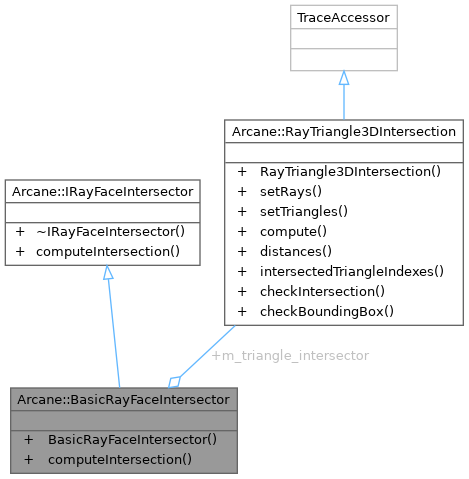 TraceAccessor
Arcane::RayTriangle3DIntersection
+ RayTriangle3DIntersection()
+ setRays()
+ setTriangles()
+ compute()
+ distances()
+ intersectedTriangleIndexes()
+ checkIntersection()
+ checkBoundingBox()
Arcane::IRayFaceIntersector
+ ~IRayFaceIntersector()
+ computeIntersection()
+m_triangle_intersector
Arcane::BasicRayFaceIntersector
+ BasicRayFaceIntersector()
+ computeIntersection()